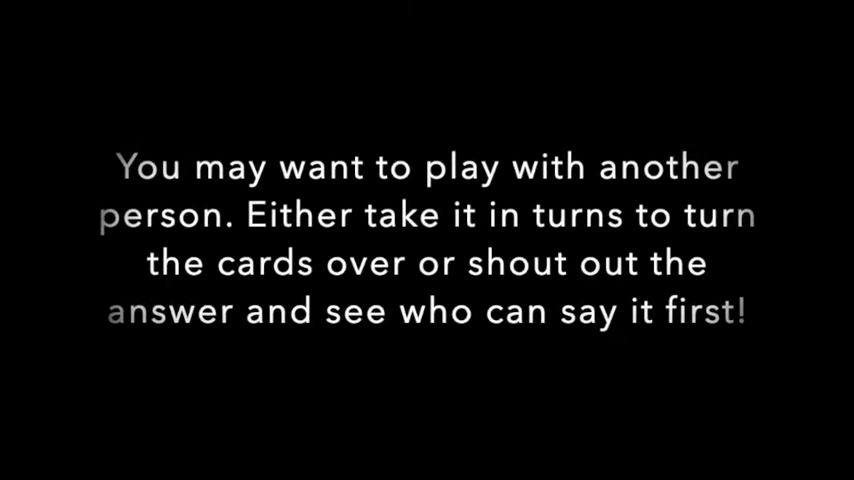 You may want to play with another
person. Either take it in turns to turn
the cards over or shout out the
answer and see who can say it first!